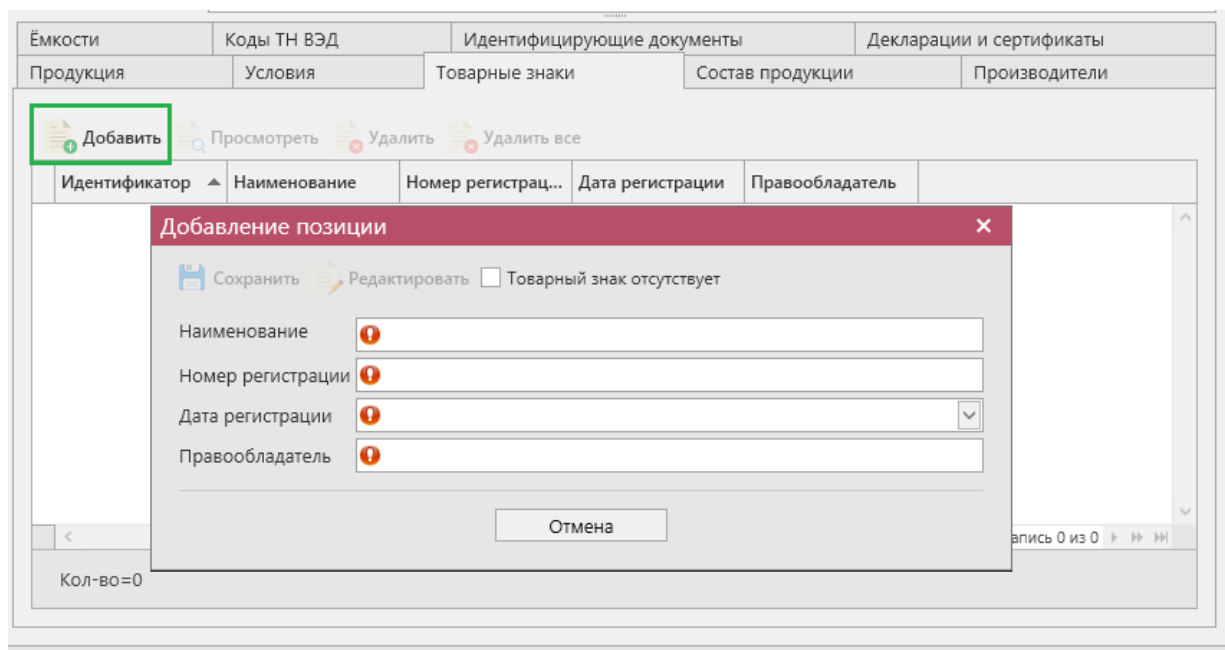 Ёмкости Коды ТН ВЭД Идентифицирующие документы Декларации и сертификаты
Продукция Условия Товарные знаки Состав продукции Производители
Добавить Просмотреть Удалить Удалить все
Идентификатор Наименование Номер регистрац... Дата регистрации Правообладатель
Добавление позиции
Сохранить Редактировать Товарный знак отсутствует
Наименование
Номер регистрации
Дата регистрации
Правообладатель
Отмена
апись 0 из 0
Кол-во=0